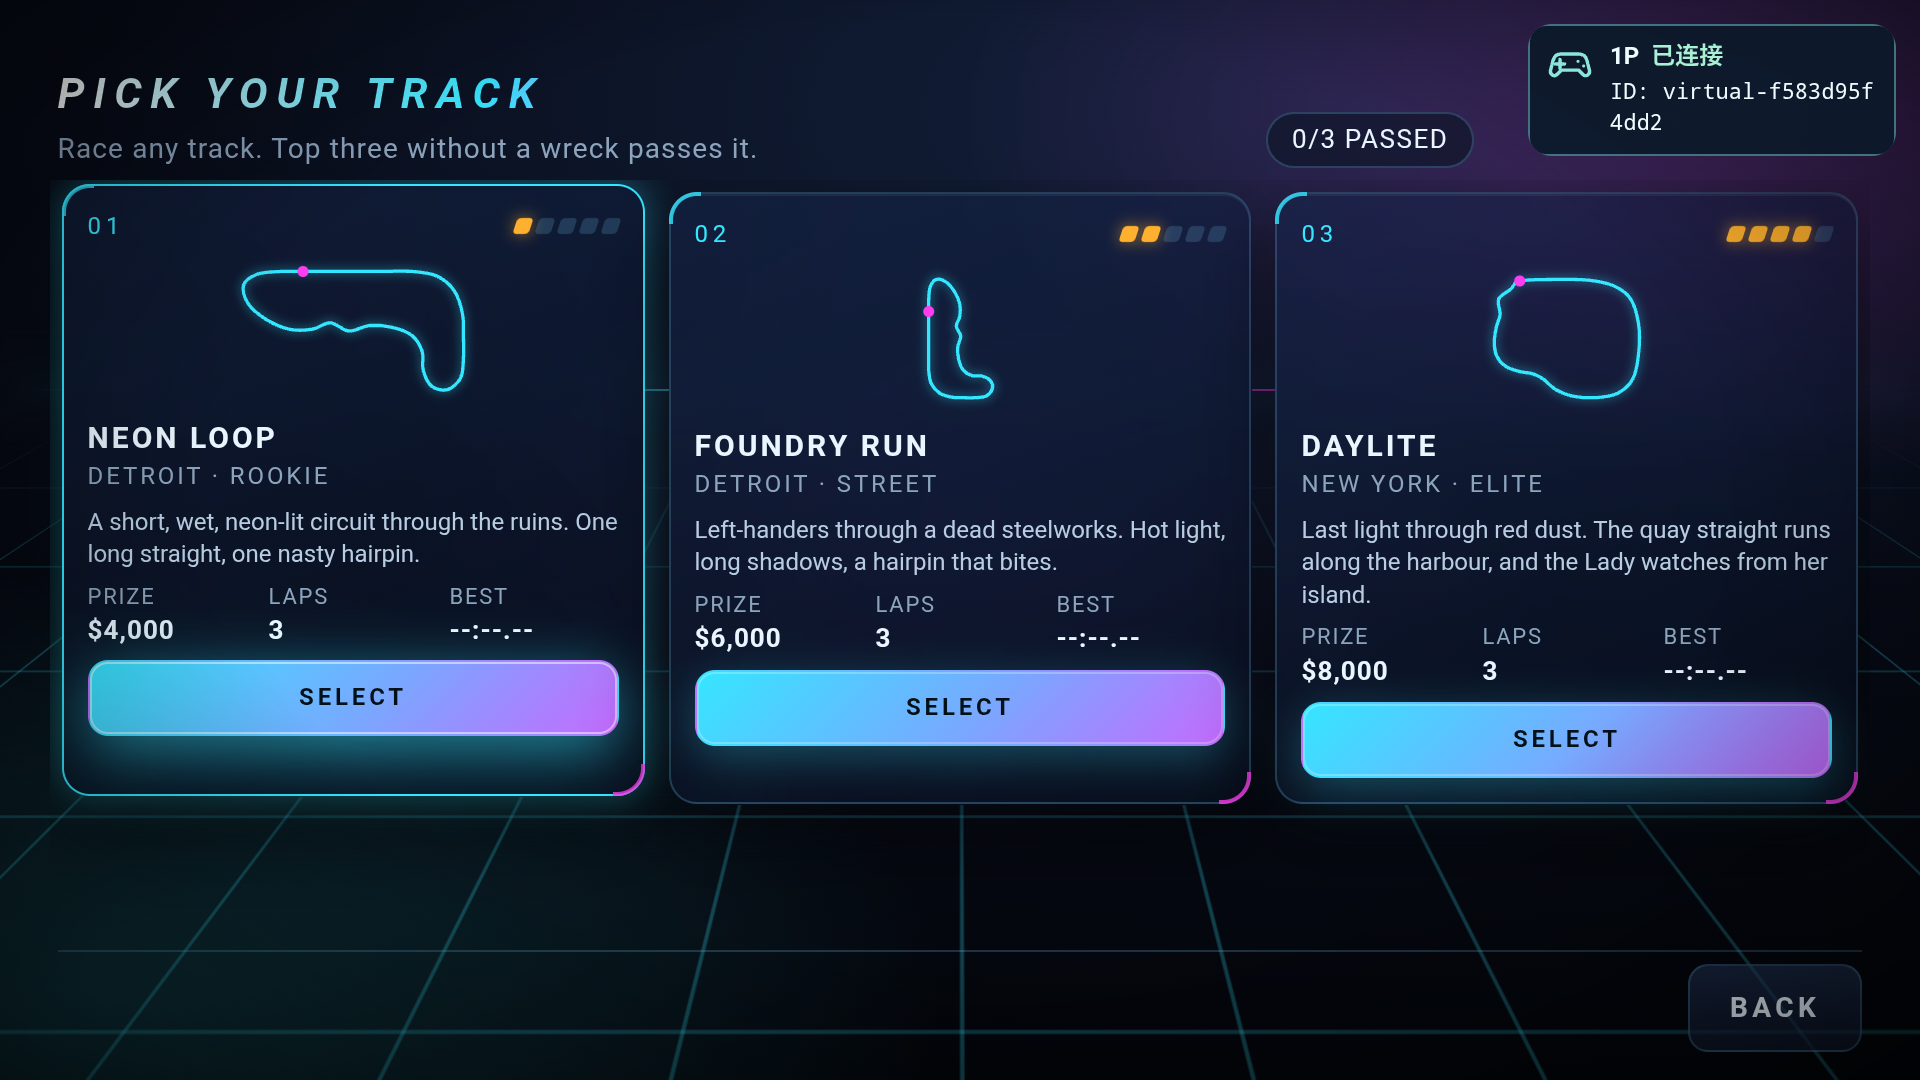 PICK YOUR TRACK
Race any track. Top three without a wreck passes it.
0/3 PASSED
1P 已连接
ID: virtual-f583d95f
4dd2
01
NEON LOOP
DETROIT · ROOKIE
A short, wet, neon-lit circuit through the ruins. One
long straight, one nasty hairpin.
PRIZE LAPS BEST
$4,000 3 --:--.--
SELECT
02
FOUNDRY RUN
DETROIT · STREET
Left-handers through a dead steelworks. Hot light,
long shadows, a hairpin that bites.
PRIZE LAPS BEST
$6,000 3 --:--.--
SELECT
03
DAYLITE
NEW YORK · ELITE
Last light through red dust. The quay straight runs
along the harbour, and the Lady watches from her
island.
PRIZE LAPS BEST
$8,000 3 --:--.--
SELECT
BACK